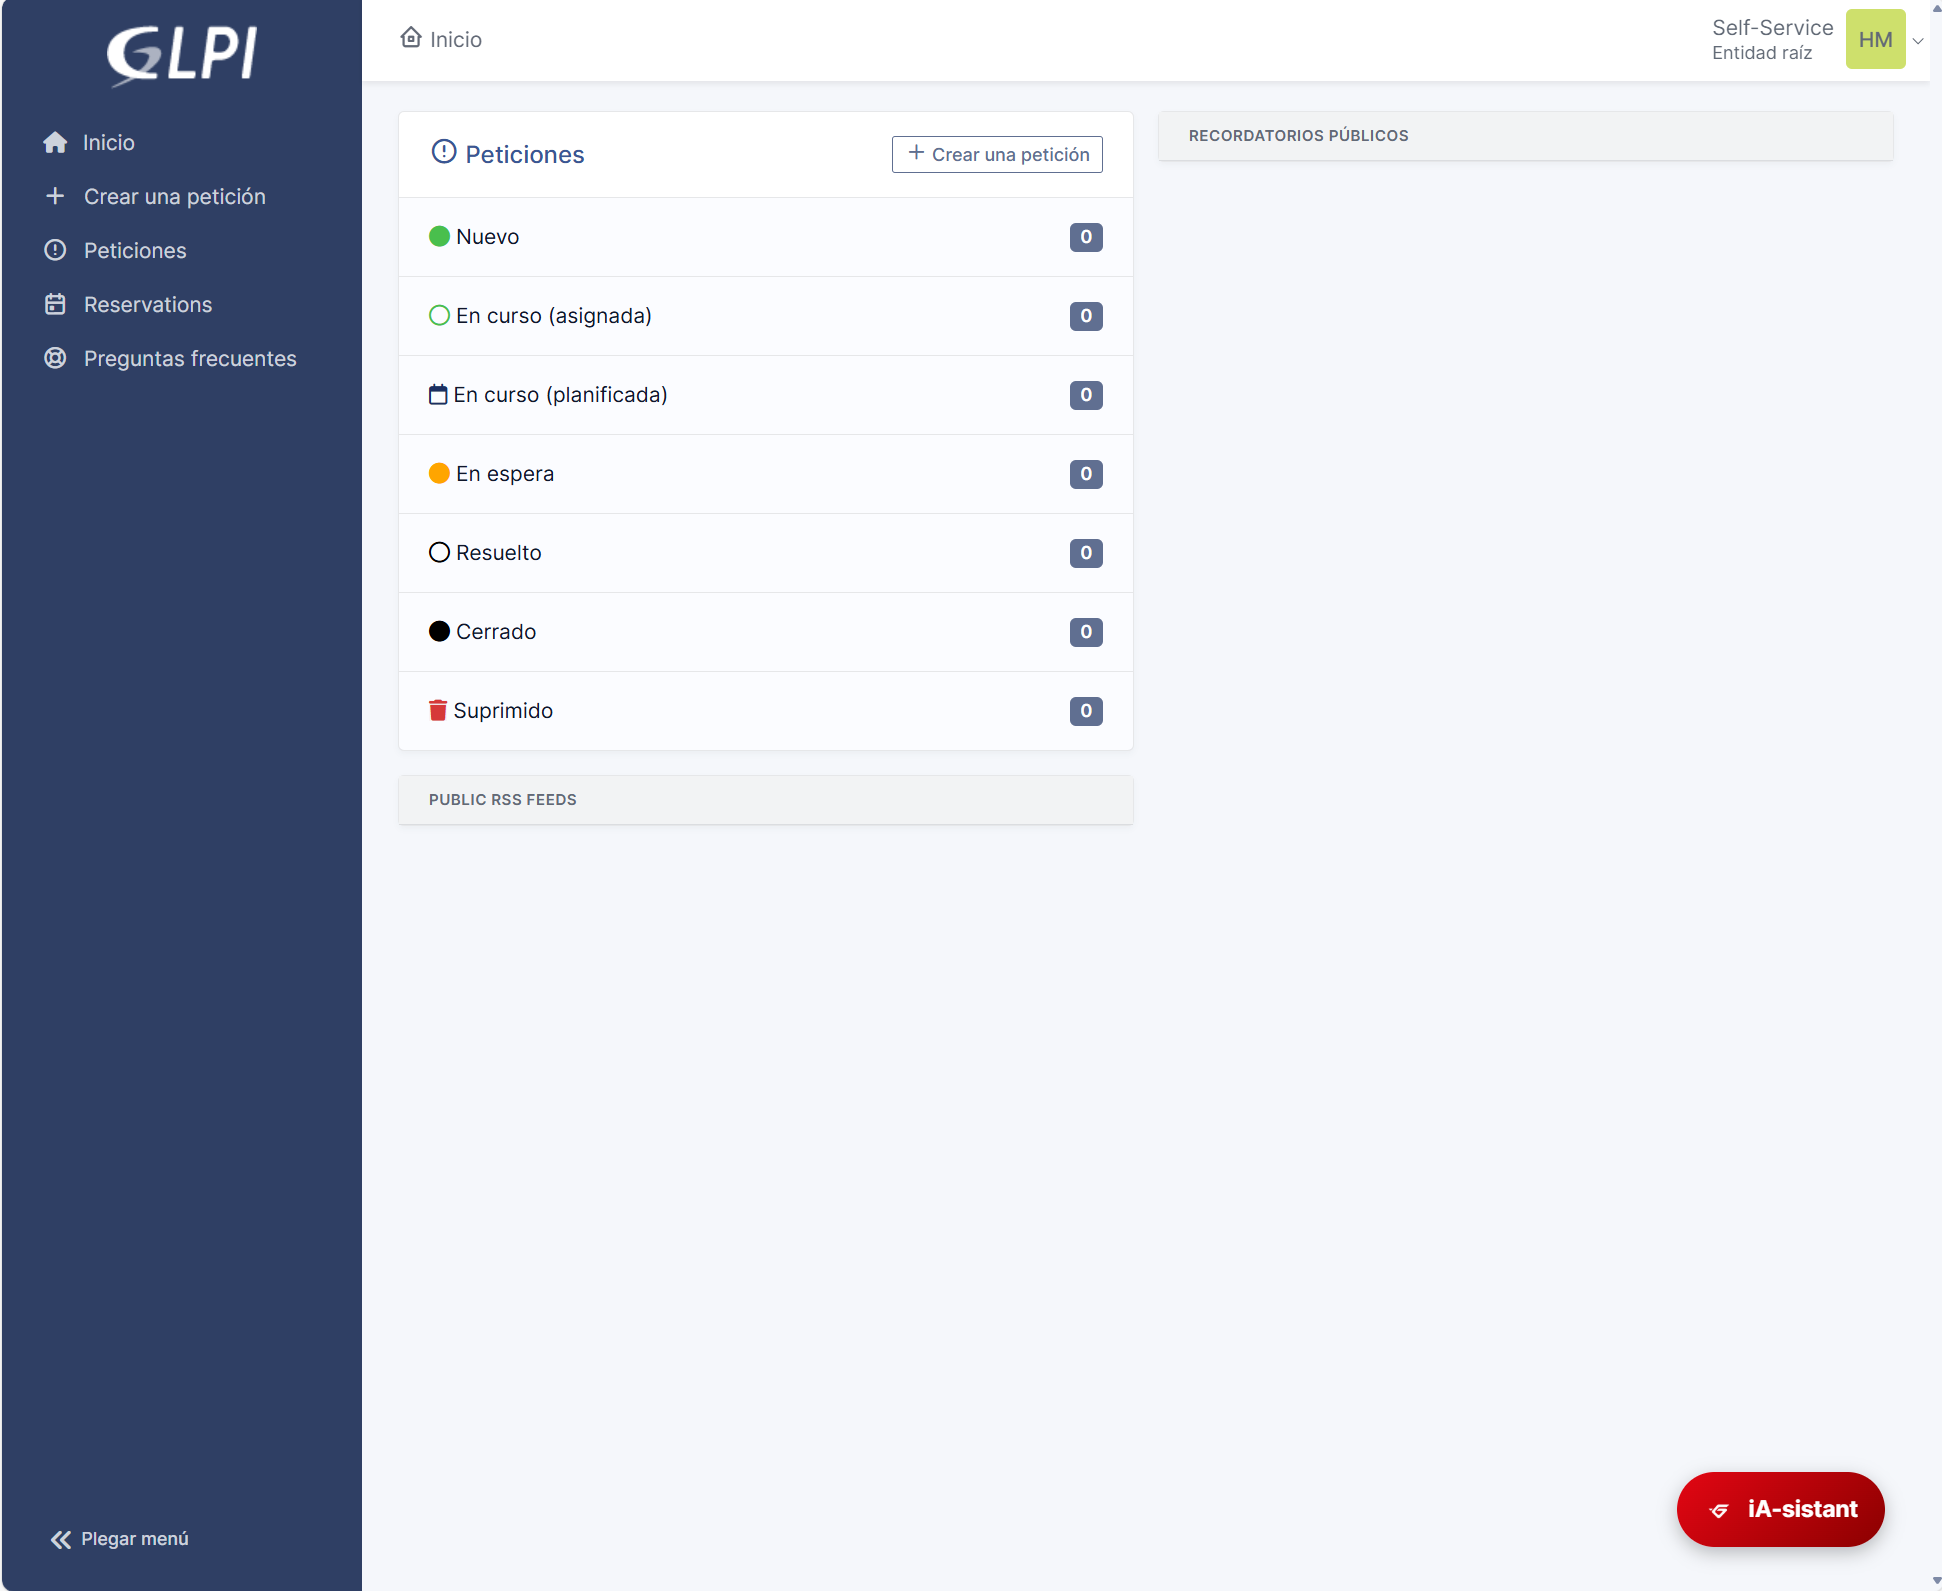 GLPI
Inicio
Crear una petición
Peticiones
Reservations
Preguntas frecuentes
Plegar menú
Inicio
Self-Service
Entidad raíz
HM
Peticiones
Crear una petición
Nuevo 0
En curso (asignada) 0
En curso (planificada) 0
En espera 0
Resuelto 0
Cerrado 0
Suprimido 0
PUBLIC RSS FEEDS
RECORDATORIOS PÚBLICOS
iA-sistant